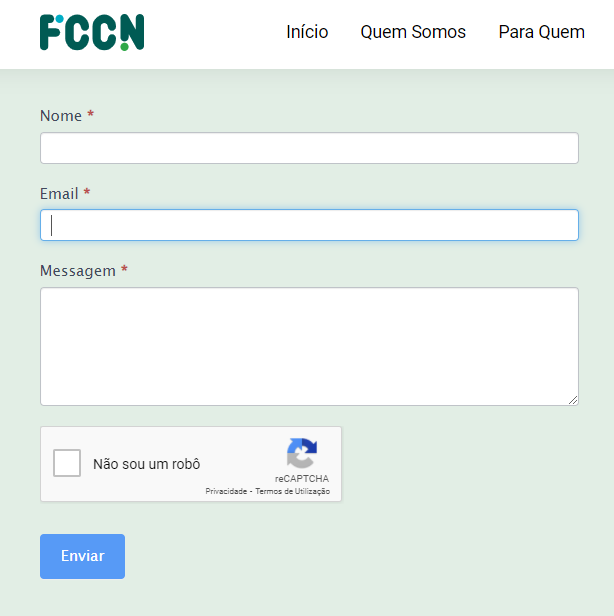 FCCN
Início Quem Somos Para Quem
Nome *
Email *
Messagem *
Não sou um robô
reCAPTCHA
Privacidade - Termos de Utilização
Enviar